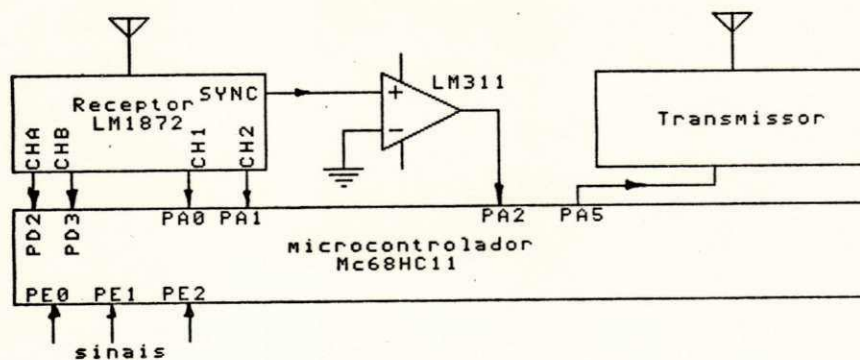 SYNC
LM311
Receptor
LM1872
CHA
CHB
CH1
CH2
+
-
Transmissor
PD2
PD3
PA0
PA1
PA2
PA5
Microcontrolador
Mc68HC11
PE0
PE1
PE2
sinais